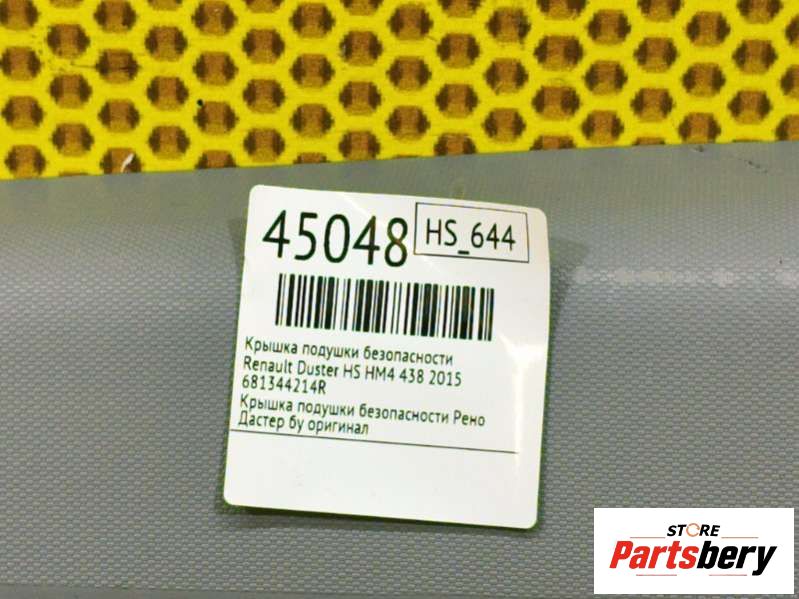 45048
HS_644
Крышка подушки безопасности
Renault Duster HS HM4 438 2015
681344214R
Крышка подушки безопасности Рено
Дастер бу оригинал
STORE
Partsbery